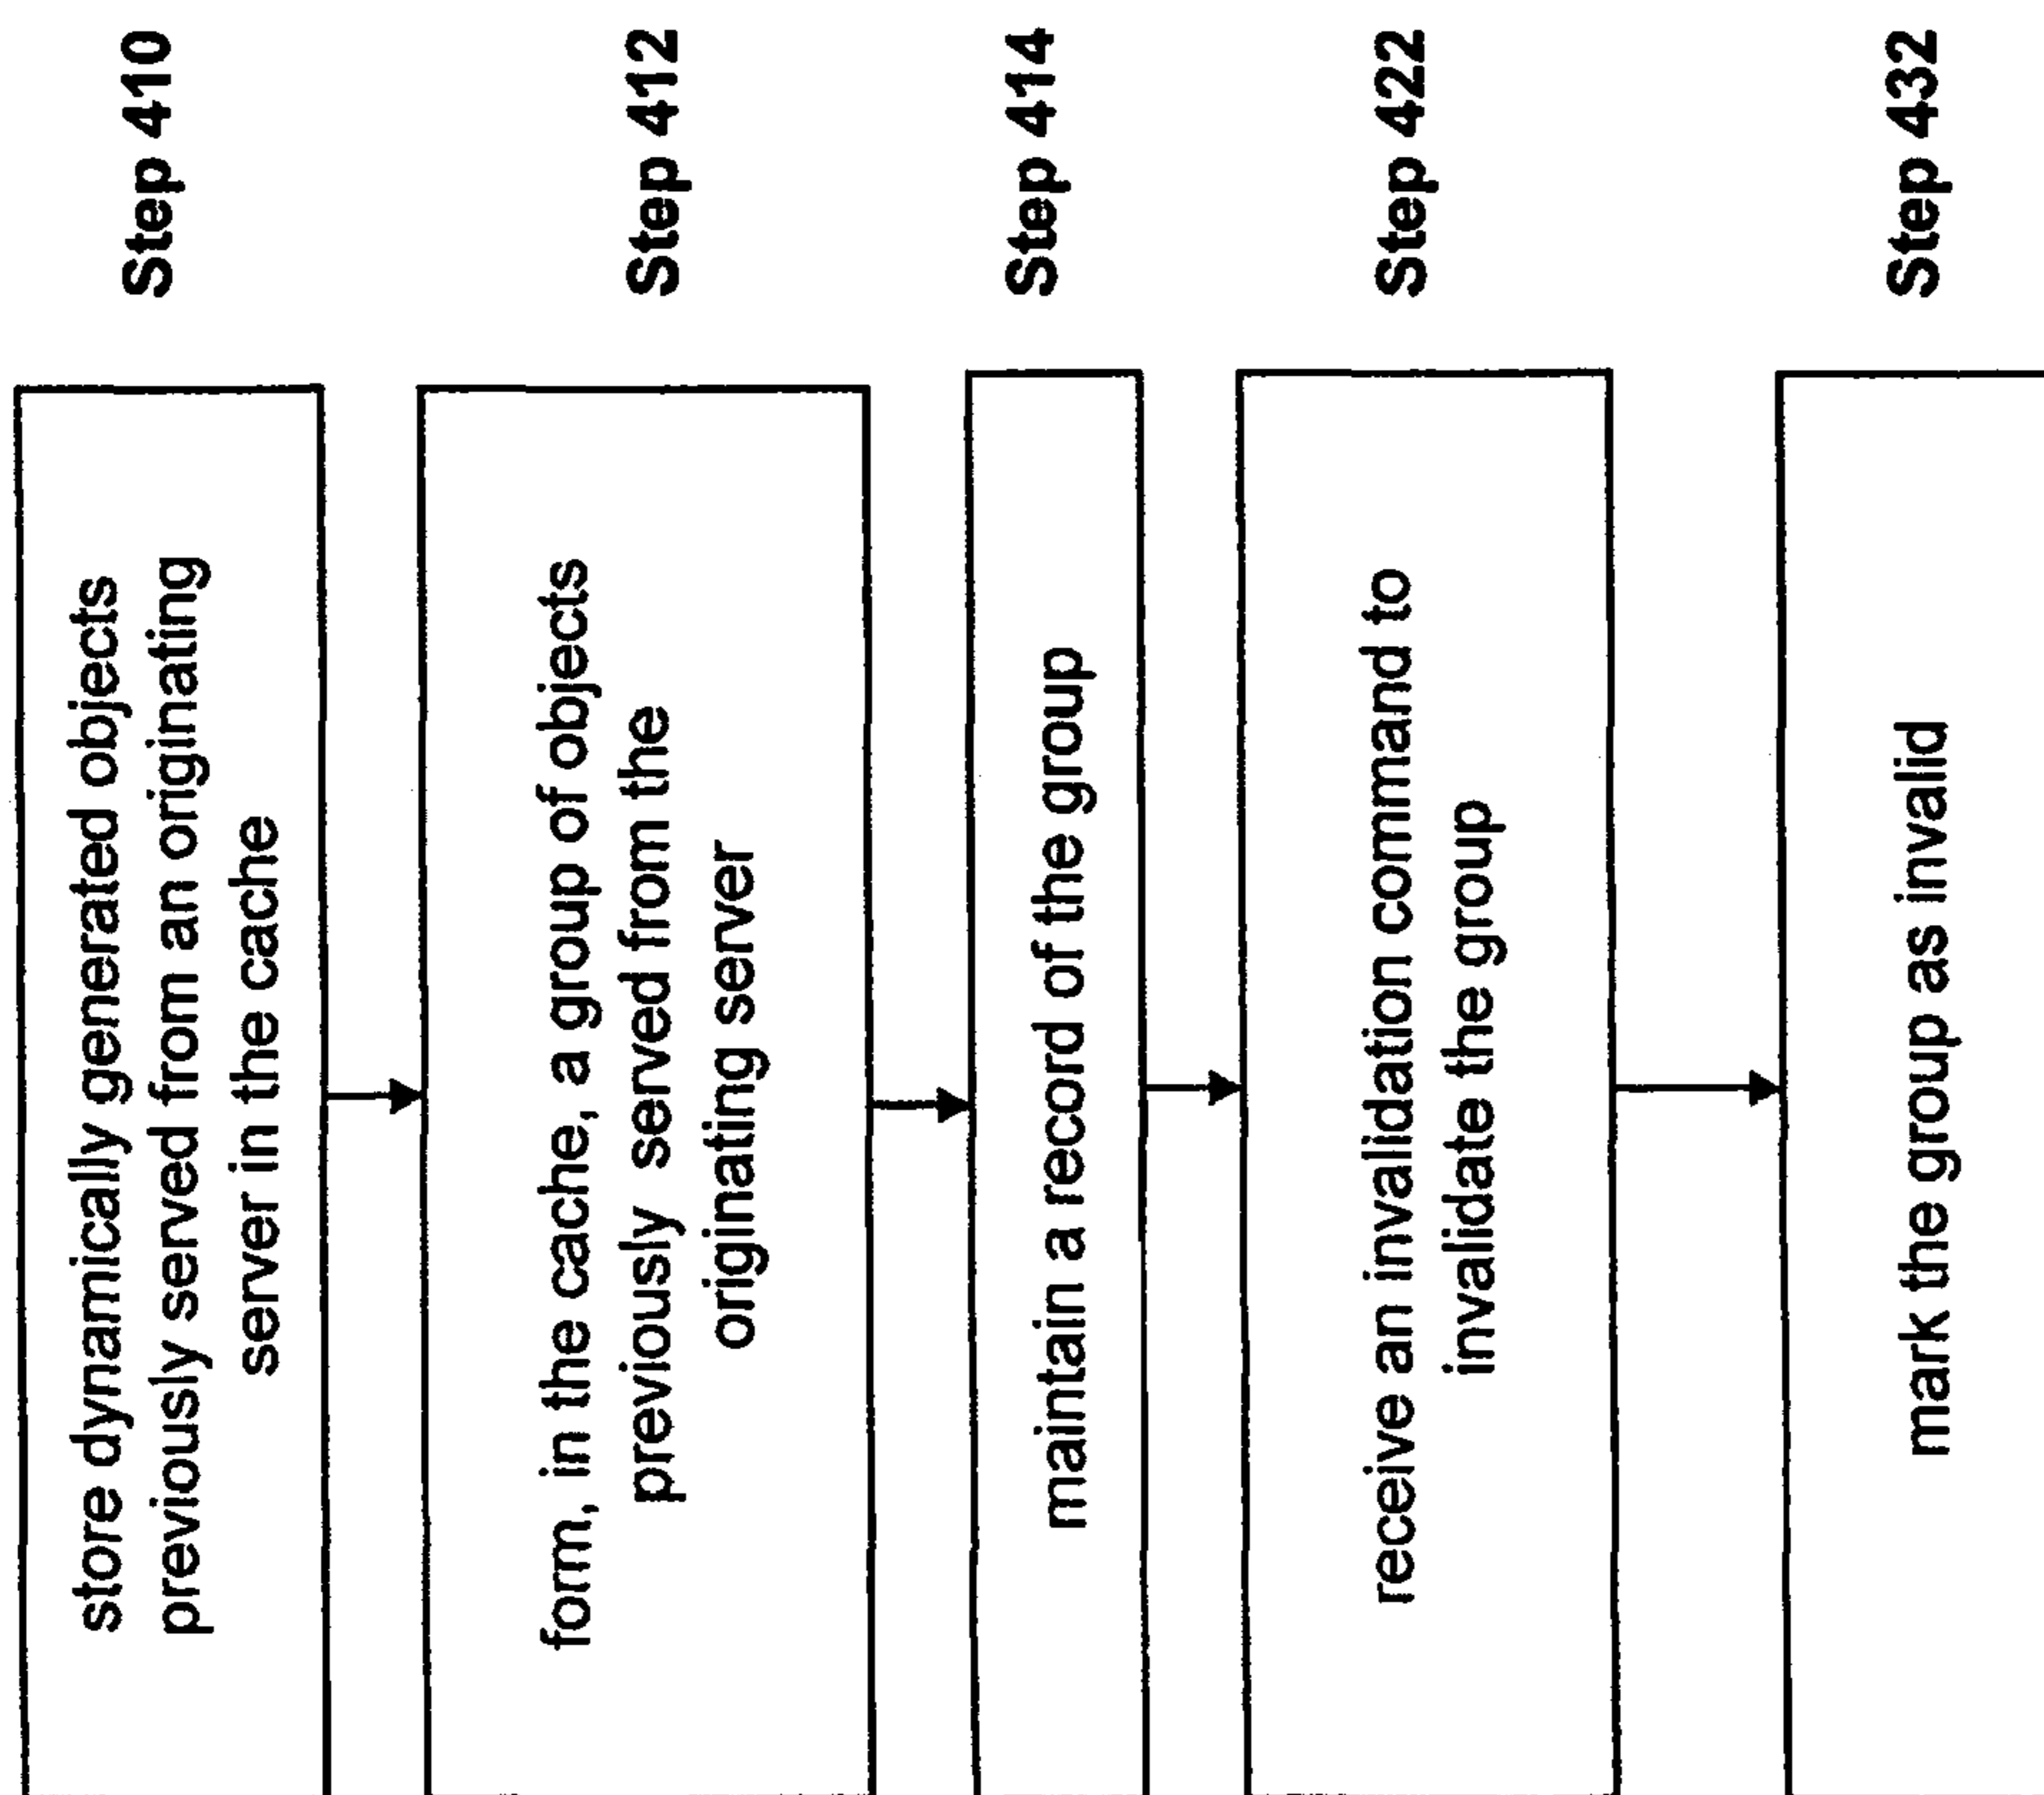 store dynamically generated objects
previously served from an originating
server in the cache
Step 410
form, in the cache, a group of objects
previously served from the
originating server
Step 412
maintain a record of the group
Step 414
receive an invalidation command to
invalidate the group
Step 422
mark the group as invalid
Step 432